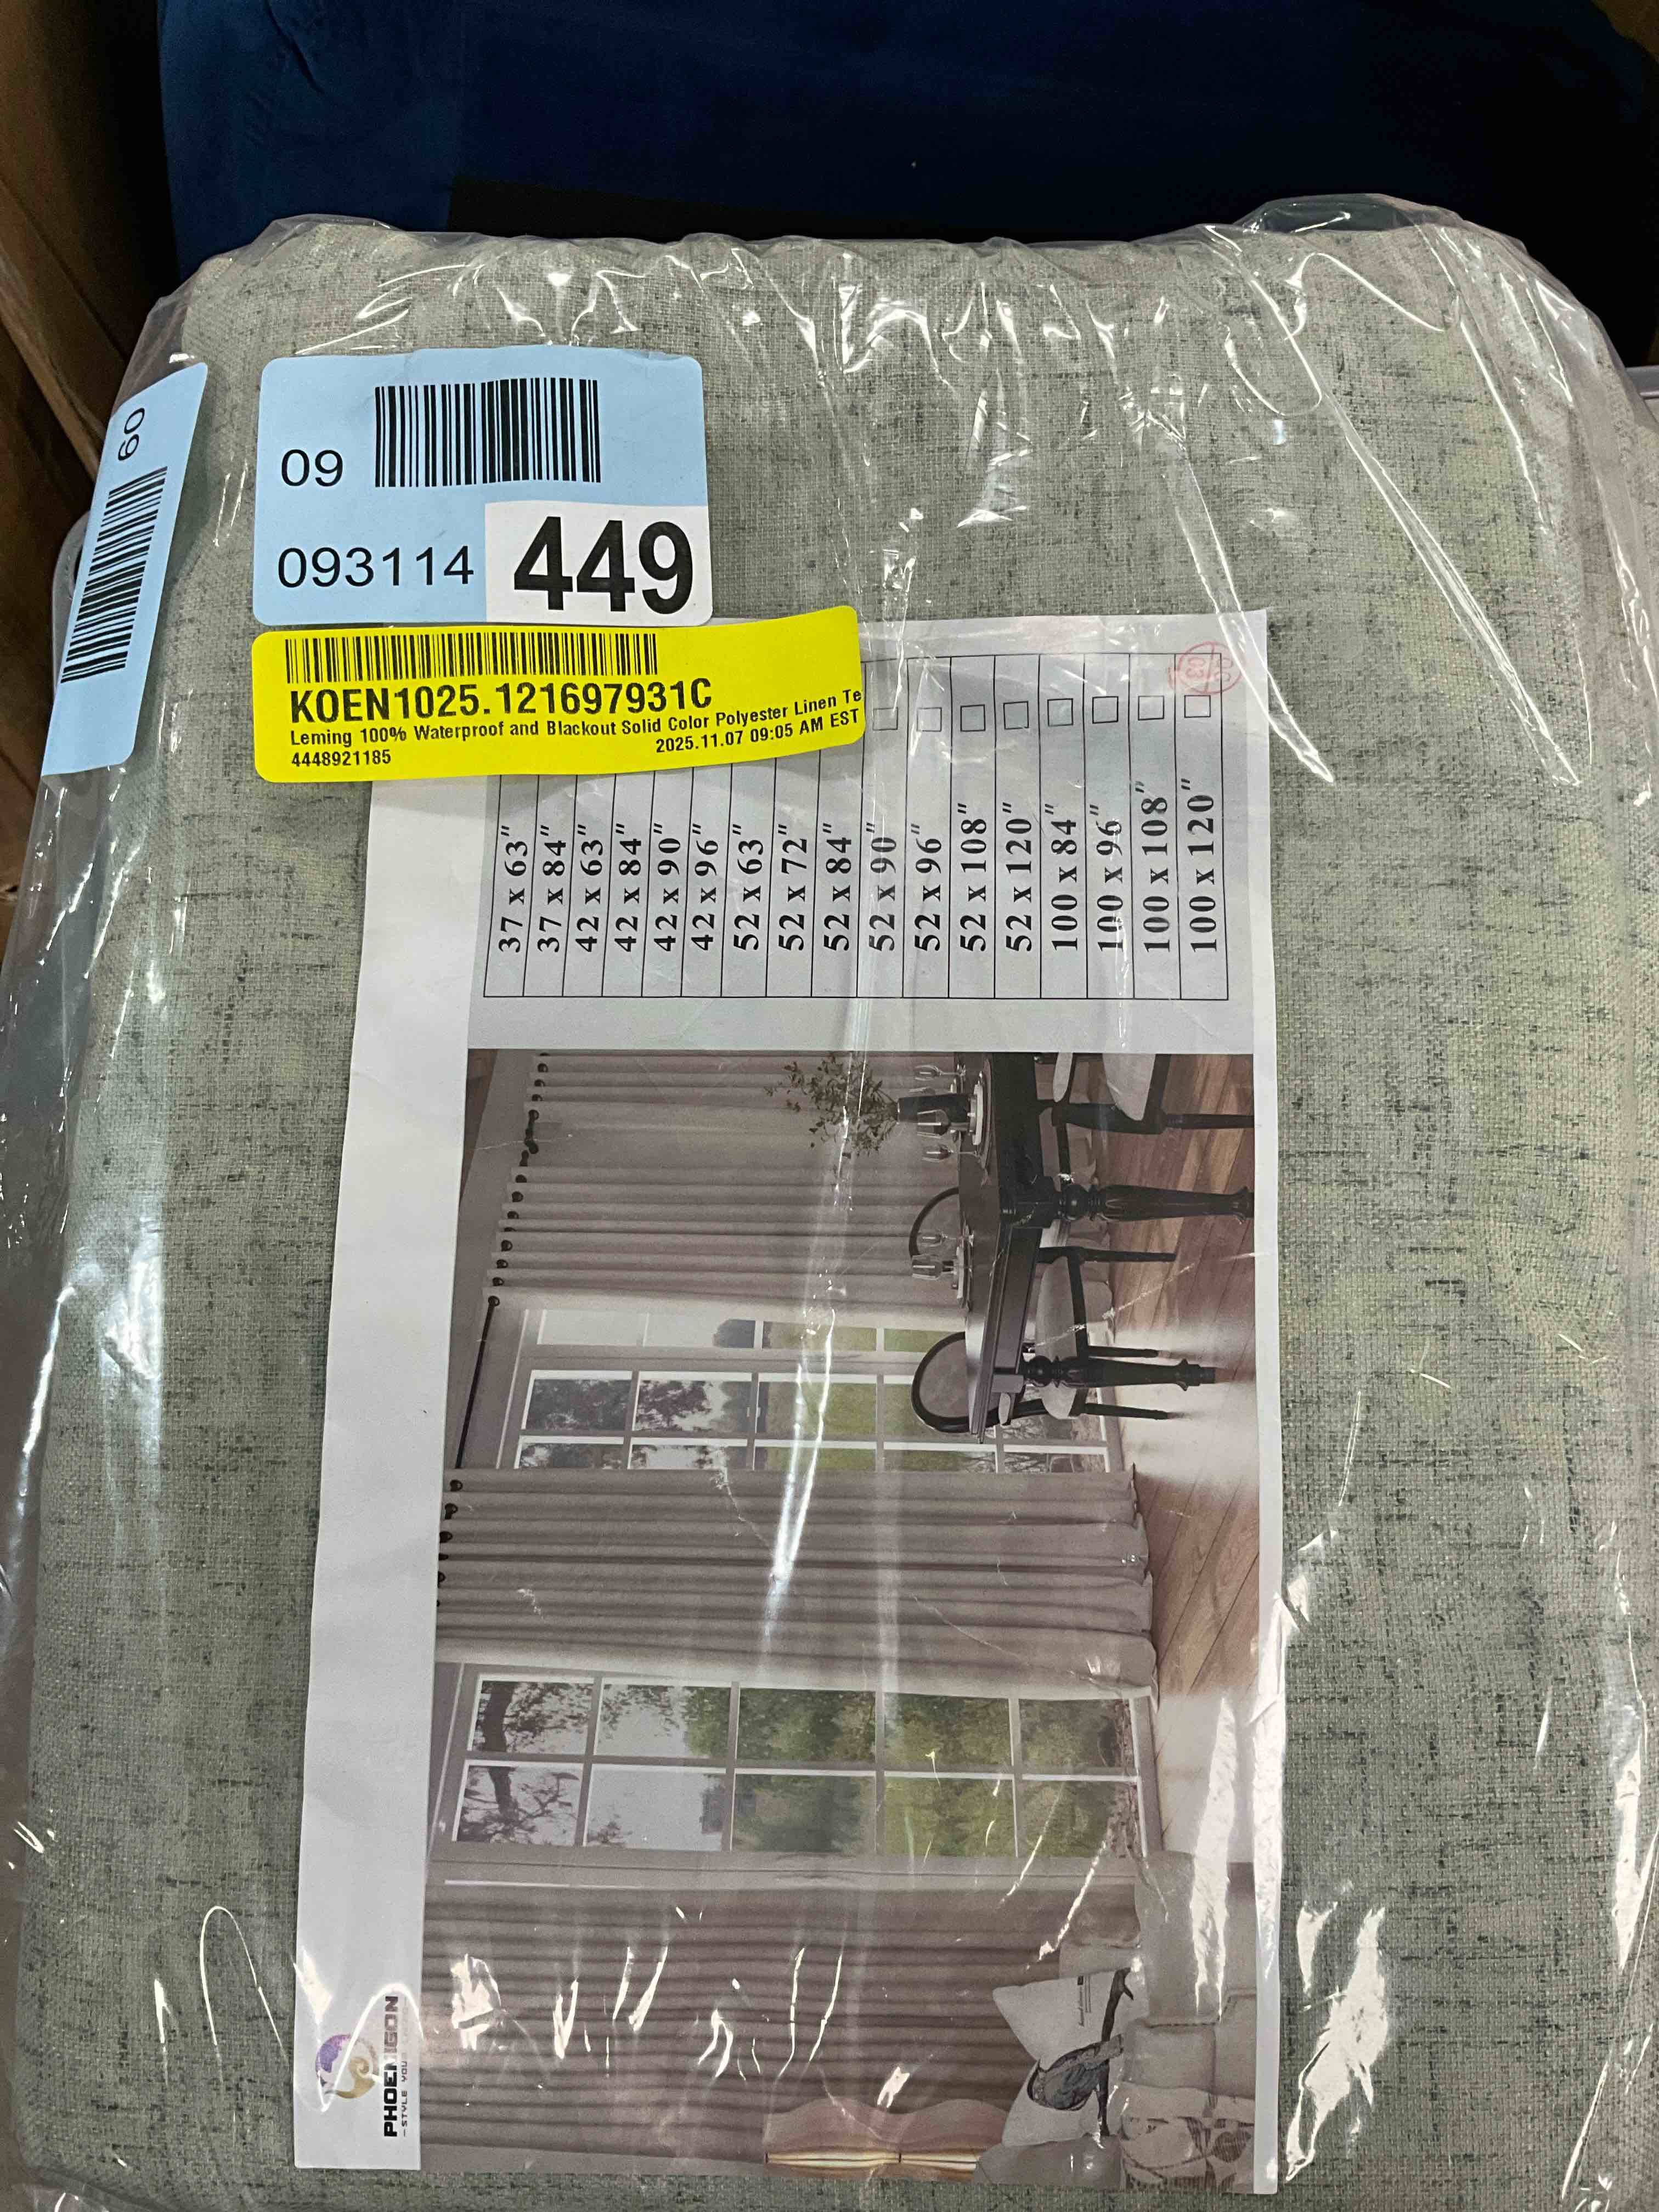 60
09
093114
449
KOEN1025.121697931C
Leming 100% Waterproof and Blackout Solid Color Polyester Linen Te
4448921185
2025.11.07 09:05 AM EST
37 x 63"
37 x 84"
42 x 63"
42 x 84"
42 x 90"
42 x 96"
52 x 63"
52 x 72"
52 x 84"
52 x 90"
52 x 96"
52 x 108"
52 x 120"
100 x 84"
100 x 96"
100 x 108"
100 x 120"
STYLE